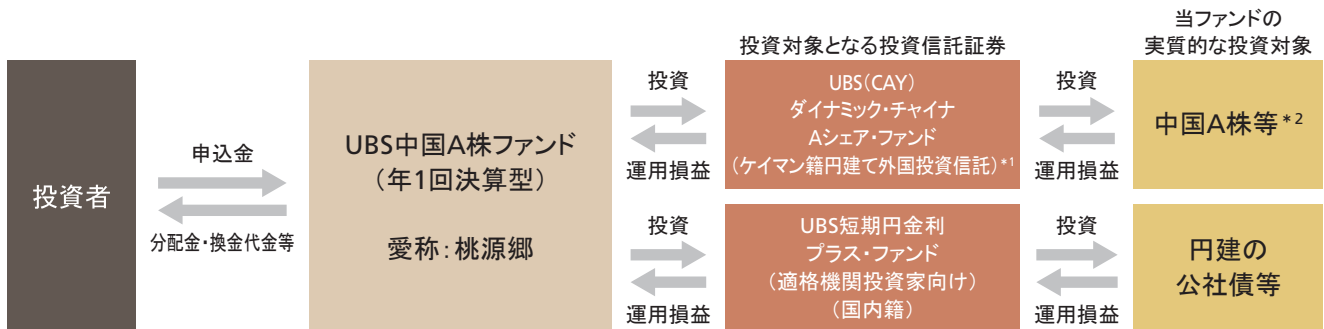 投資者
申込金
分配金・換金代金等
UBS中国A株ファンド
（年1回決算型）
愛称：桃源郷
投資
運用損益
投資
運用損益
投資対象となる投資信託証券
UBS（CAY）
ダイナミック・チャイナ
Aシェア・ファンド
（ケイマン籍円建て外国投資信託）*1
UBS短期円金利
プラス・ファンド
（適格機関投資家向け）
（国内籍）
投資
運用損益
投資
運用損益
当ファンドの
実質的な投資対象
中国A株等*2
円建の
公社債等